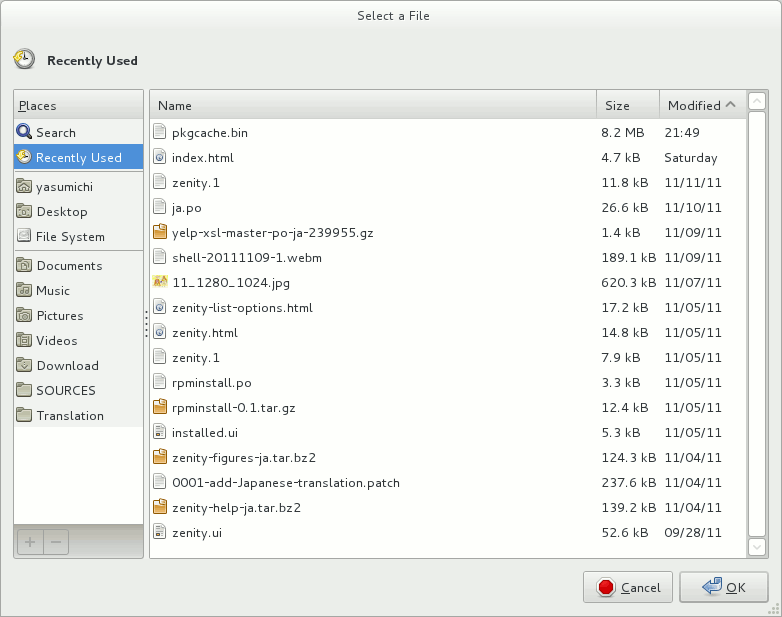 Select a File
Recently Used
Places
Search
Recently Used
yasumichi
Desktop
File System
Documents
Music
Pictures
Videos
Download
SOURCES
Translation
Name Size Modified
pkgcache.bin 8.2 MB 21:49
index.html 4.7 kB Saturday
zenity.1 11.8 kB 11/11/11
ja.po 26.6 kB 11/10/11
yelp-xsl-master-po-ja-239955.gz 1.4 kB 11/09/11
shell-20111109-1.webm 189.1 kB 11/09/11
11_1280_1024.jpg 620.3 kB 11/07/11
zenity-list-options.html 17.2 kB 11/05/11
zenity.html 14.8 kB 11/05/11
zenity.1 7.9 kB 11/05/11
rpminstall.po 3.3 kB 11/05/11
rpminstall-0.1.tar.gz 12.4 kB 11/05/11
installed.ui 5.3 kB 11/05/11
zenity-figures-ja.tar.bz2 124.3 kB 11/04/11
0001-add-Japanese-translation.patch 237.6 kB 11/04/11
zenity-help-ja.tar.bz2 139.2 kB 11/04/11
zenity.ui 52.6 kB 09/28/11
Cancel OK